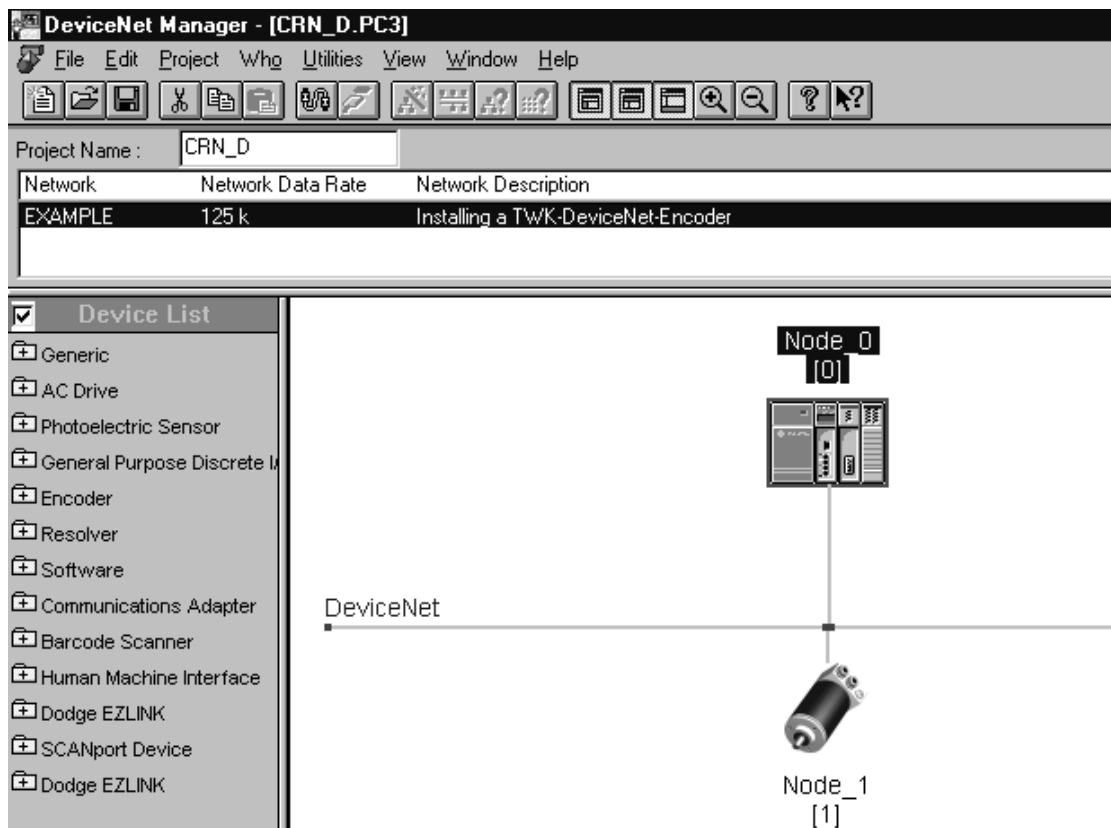 DeviceNet Manager - [CRN_D.PC3]
File Edit Project Who Utilities View Window Help
Project Name : CRN_D
Network Network Data Rate Network Description
EXAMPLE 125 k Installing a TWK-DeviceNet-Encoder
Device List
Generic
AC Drive
Photoelectric Sensor
General Purpose Discrete I/
Encoder
Resolver
Software
Communications Adapter
Barcode Scanner
Human Machine Interface
Dodge EZLINK
SCANport Device
Dodge EZLINK
Node_0
[0]
DeviceNet
Node_1
[1]